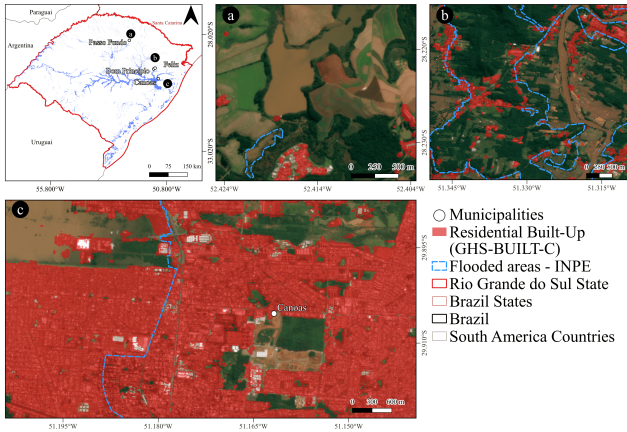 Paraguai
Santa Catarina
a
Passo Fundo
Argentina
b
Feliz
Bom Princípio
Canoas
c
Uruguai
0 75 150
km
55.800°W
50.800°W
28.020°S
33.020°S
a
0 250 500 m
52.424°W
52.414°W
52.404°W
b
28.220°S
28.230°S
0 250 500 m
51.345°W
51.330°W
51.315°W
c
Canoas
29.895°S
29.910°S
0 300 600 m
51.195°W
51.180°W
51.165°W
51.150°W
Municipalities
Residential Built-Up
(GHS-BUILT-C)
Flooded areas - INPE
Rio Grande do Sul State
Brazil States
Brazil
South America Countries